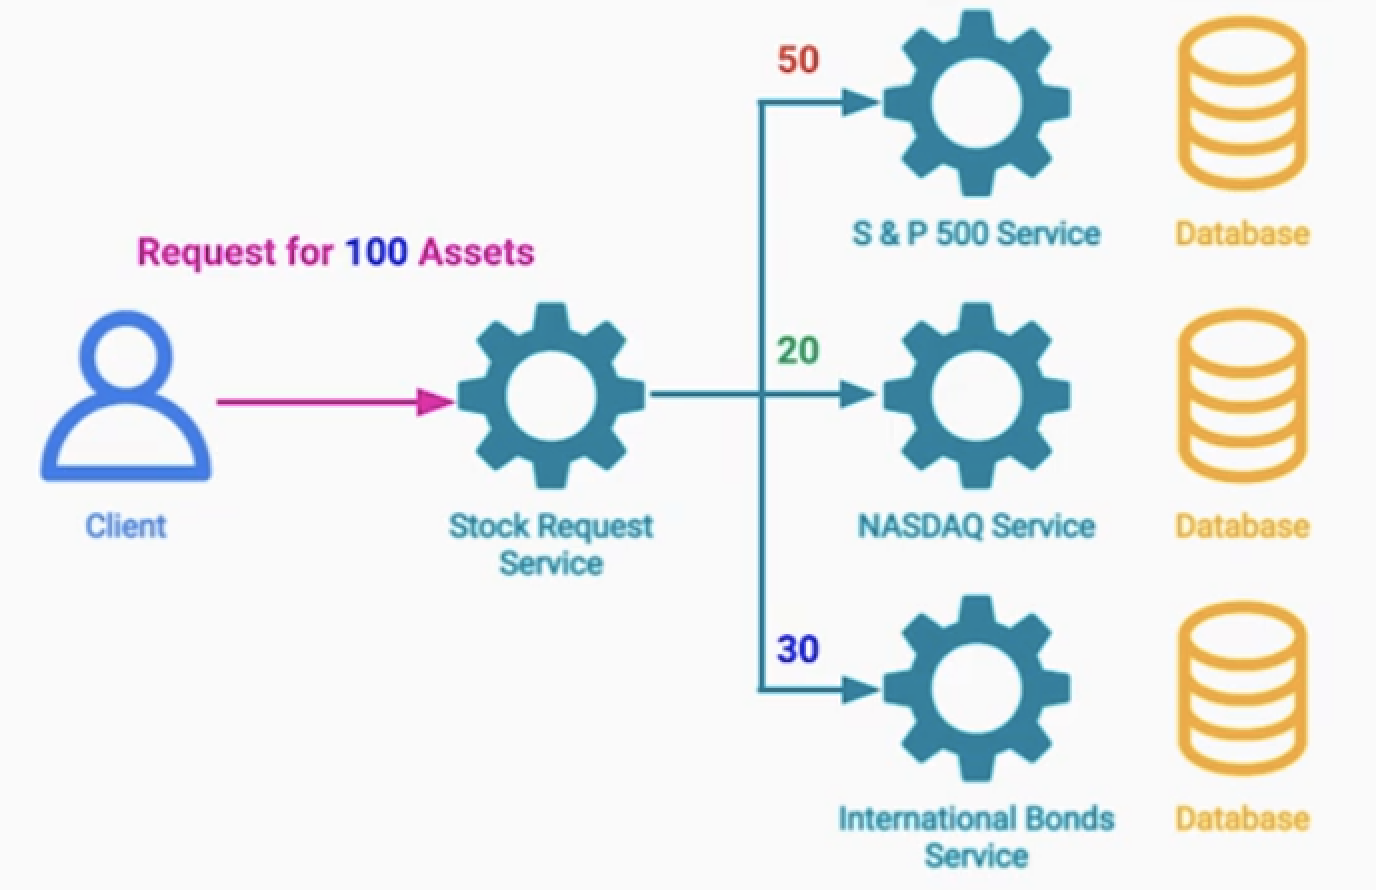 50
S & P 500 Service
Database
Request for 100 Assets
20
Client
Stock Request
Service
NASDAQ Service
Database
30
International Bonds
Service
Database